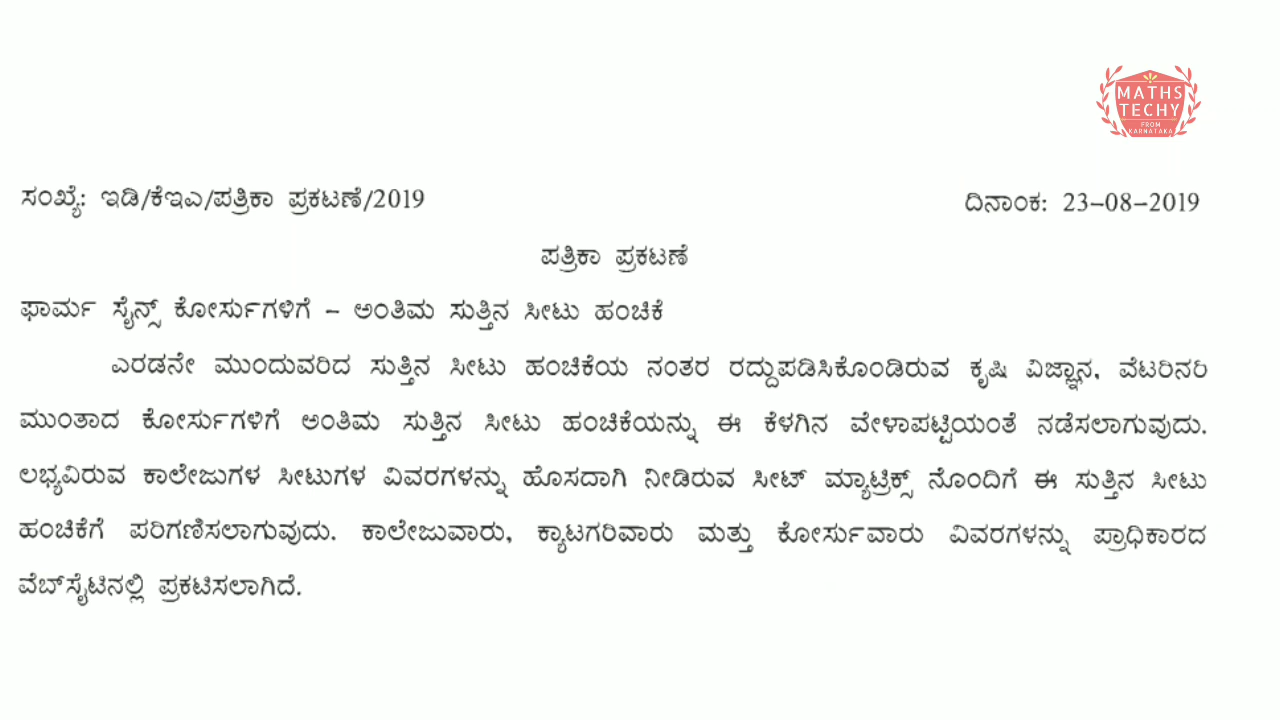 MATHS
TECHY
FROM
KARNATAKA
ಸಂಖ್ಯೆ: ಇಡಿ/ಕೆಇಎ/ಪತ್ರಿಕಾ ಪ್ರಕಟಣೆ/2019 ದಿನಾಂಕ: 23-08-2019
ಪತ್ರಿಕಾ ಪ್ರಕಟಣೆ
ಫಾರ್ಮ ಸೈನ್ಸ್ ಕೋರ್ಸುಗಳಿಗೆ - ಅಂತಿಮ ಸುತ್ತಿನ ಸೀಟು ಹಂಚಿಕೆ
ಎರಡನೇ ಮುಂದುವರಿದ ಸುತ್ತಿನ ಸೀಟು ಹಂಚಿಕೆಯ ನಂತರ ರದ್ದುಪಡಿಸಿಕೊಂಡಿರುವ ಕೃಷಿ ವಿಜ್ಞಾನ, ವೆಟರಿನರಿ
ಮುಂತಾದ ಕೋರ್ಸುಗಳಿಗೆ ಅಂತಿಮ ಸುತ್ತಿನ ಸೀಟು ಹಂಚಿಕೆಯನ್ನು ಈ ಕೆಳಗಿನ ವೇಳಾಪಟ್ಟಿಯಂತೆ ನಡೆಸಲಾಗುವುದು.
ಲಭ್ಯವಿರುವ ಕಾಲೇಜುಗಳ ಸೀಟುಗಳ ವಿವರಗಳನ್ನು ಹೊಸದಾಗಿ ನೀಡಿರುವ ಸೀಟ್ ಮ್ಯಾಟ್ರಿಕ್ಸ್ ನೊಂದಿಗೆ ಈ ಸುತ್ತಿನ ಸೀಟು
ಹಂಚಿಕೆಗೆ ಪರಿಗಣಿಸಲಾಗುವುದು. ಕಾಲೇಜುವಾರು, ಕ್ಯಾಟಗರಿವಾರು ಮತ್ತು ಕೋರ್ಸುವಾರು ವಿವರಗಳನ್ನು ಪ್ರಾಧಿಕಾರದ
ವೆಬ್‌ಸೈಟಿನಲ್ಲಿ ಪ್ರಕಟಿಸಲಾಗಿದೆ.